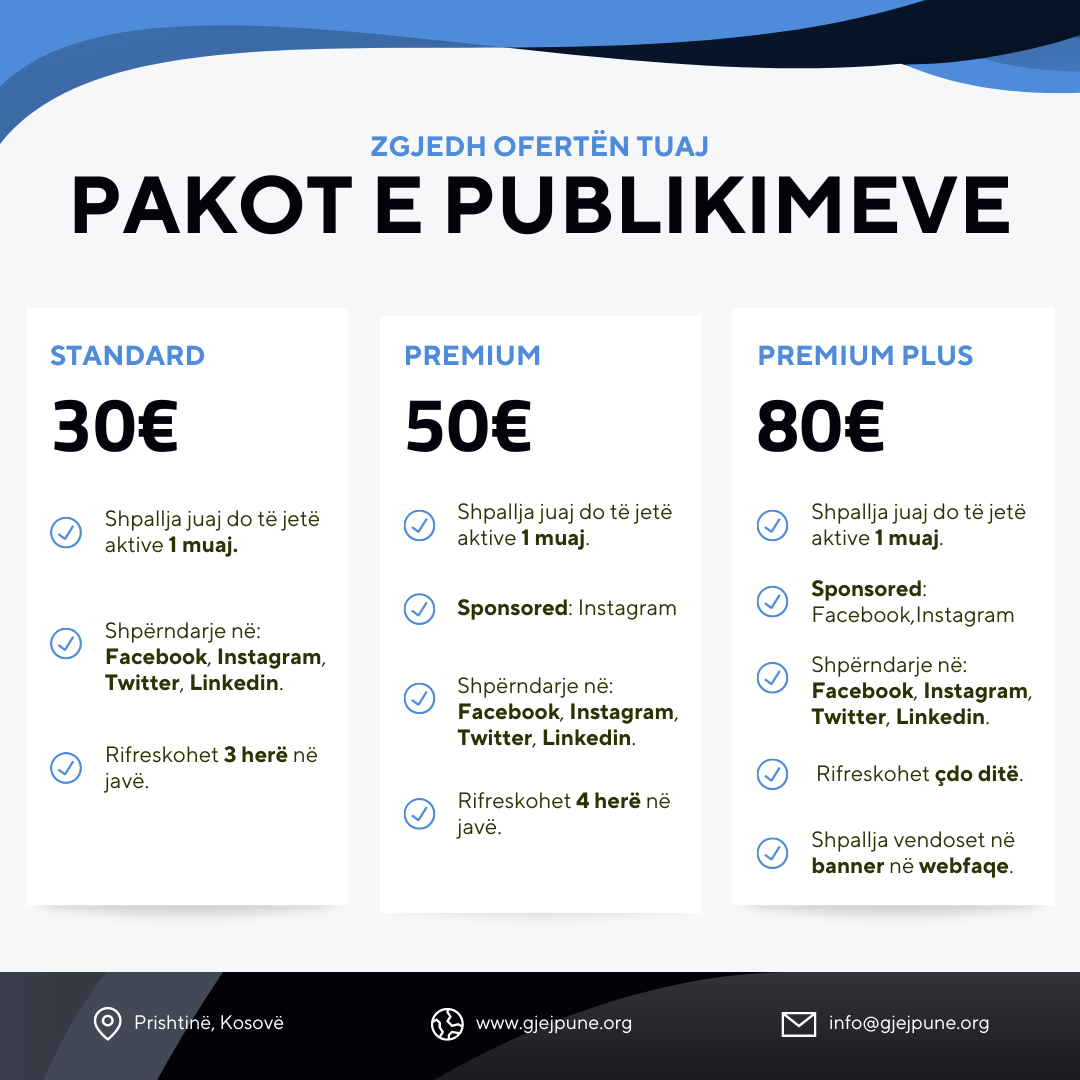 ZGJEDH OFERTËN TUAJ
PAKOT E PUBLIKIMEVE
STANDARD
30€
Shpallja juaj do të jetë
aktive 1 muaj.
Shpërndarje në:
Facebook, Instagram,
Twitter, Linkedin.
Rifreskohet 3 herë në
javë.
PREMIUM
50€
Shpallja juaj do të jetë
aktive 1 muaj.
Sponsored: Instagram
Shpërndarje në:
Facebook, Instagram,
Twitter, Linkedin.
Rifreskohet 4 herë në
javë.
PREMIUM PLUS
80€
Shpallja juaj do të jetë
aktive 1 muaj.
Sponsored:
Facebook,Instagram
Shpërndarje në:
Facebook, Instagram,
Twitter, Linkedin.
Rifreskohet çdo ditë.
Shpallja vendoset në
banner në webfaqe.
Prishtinë, Kosovë
www.gjejpune.org
info@gjejpune.org